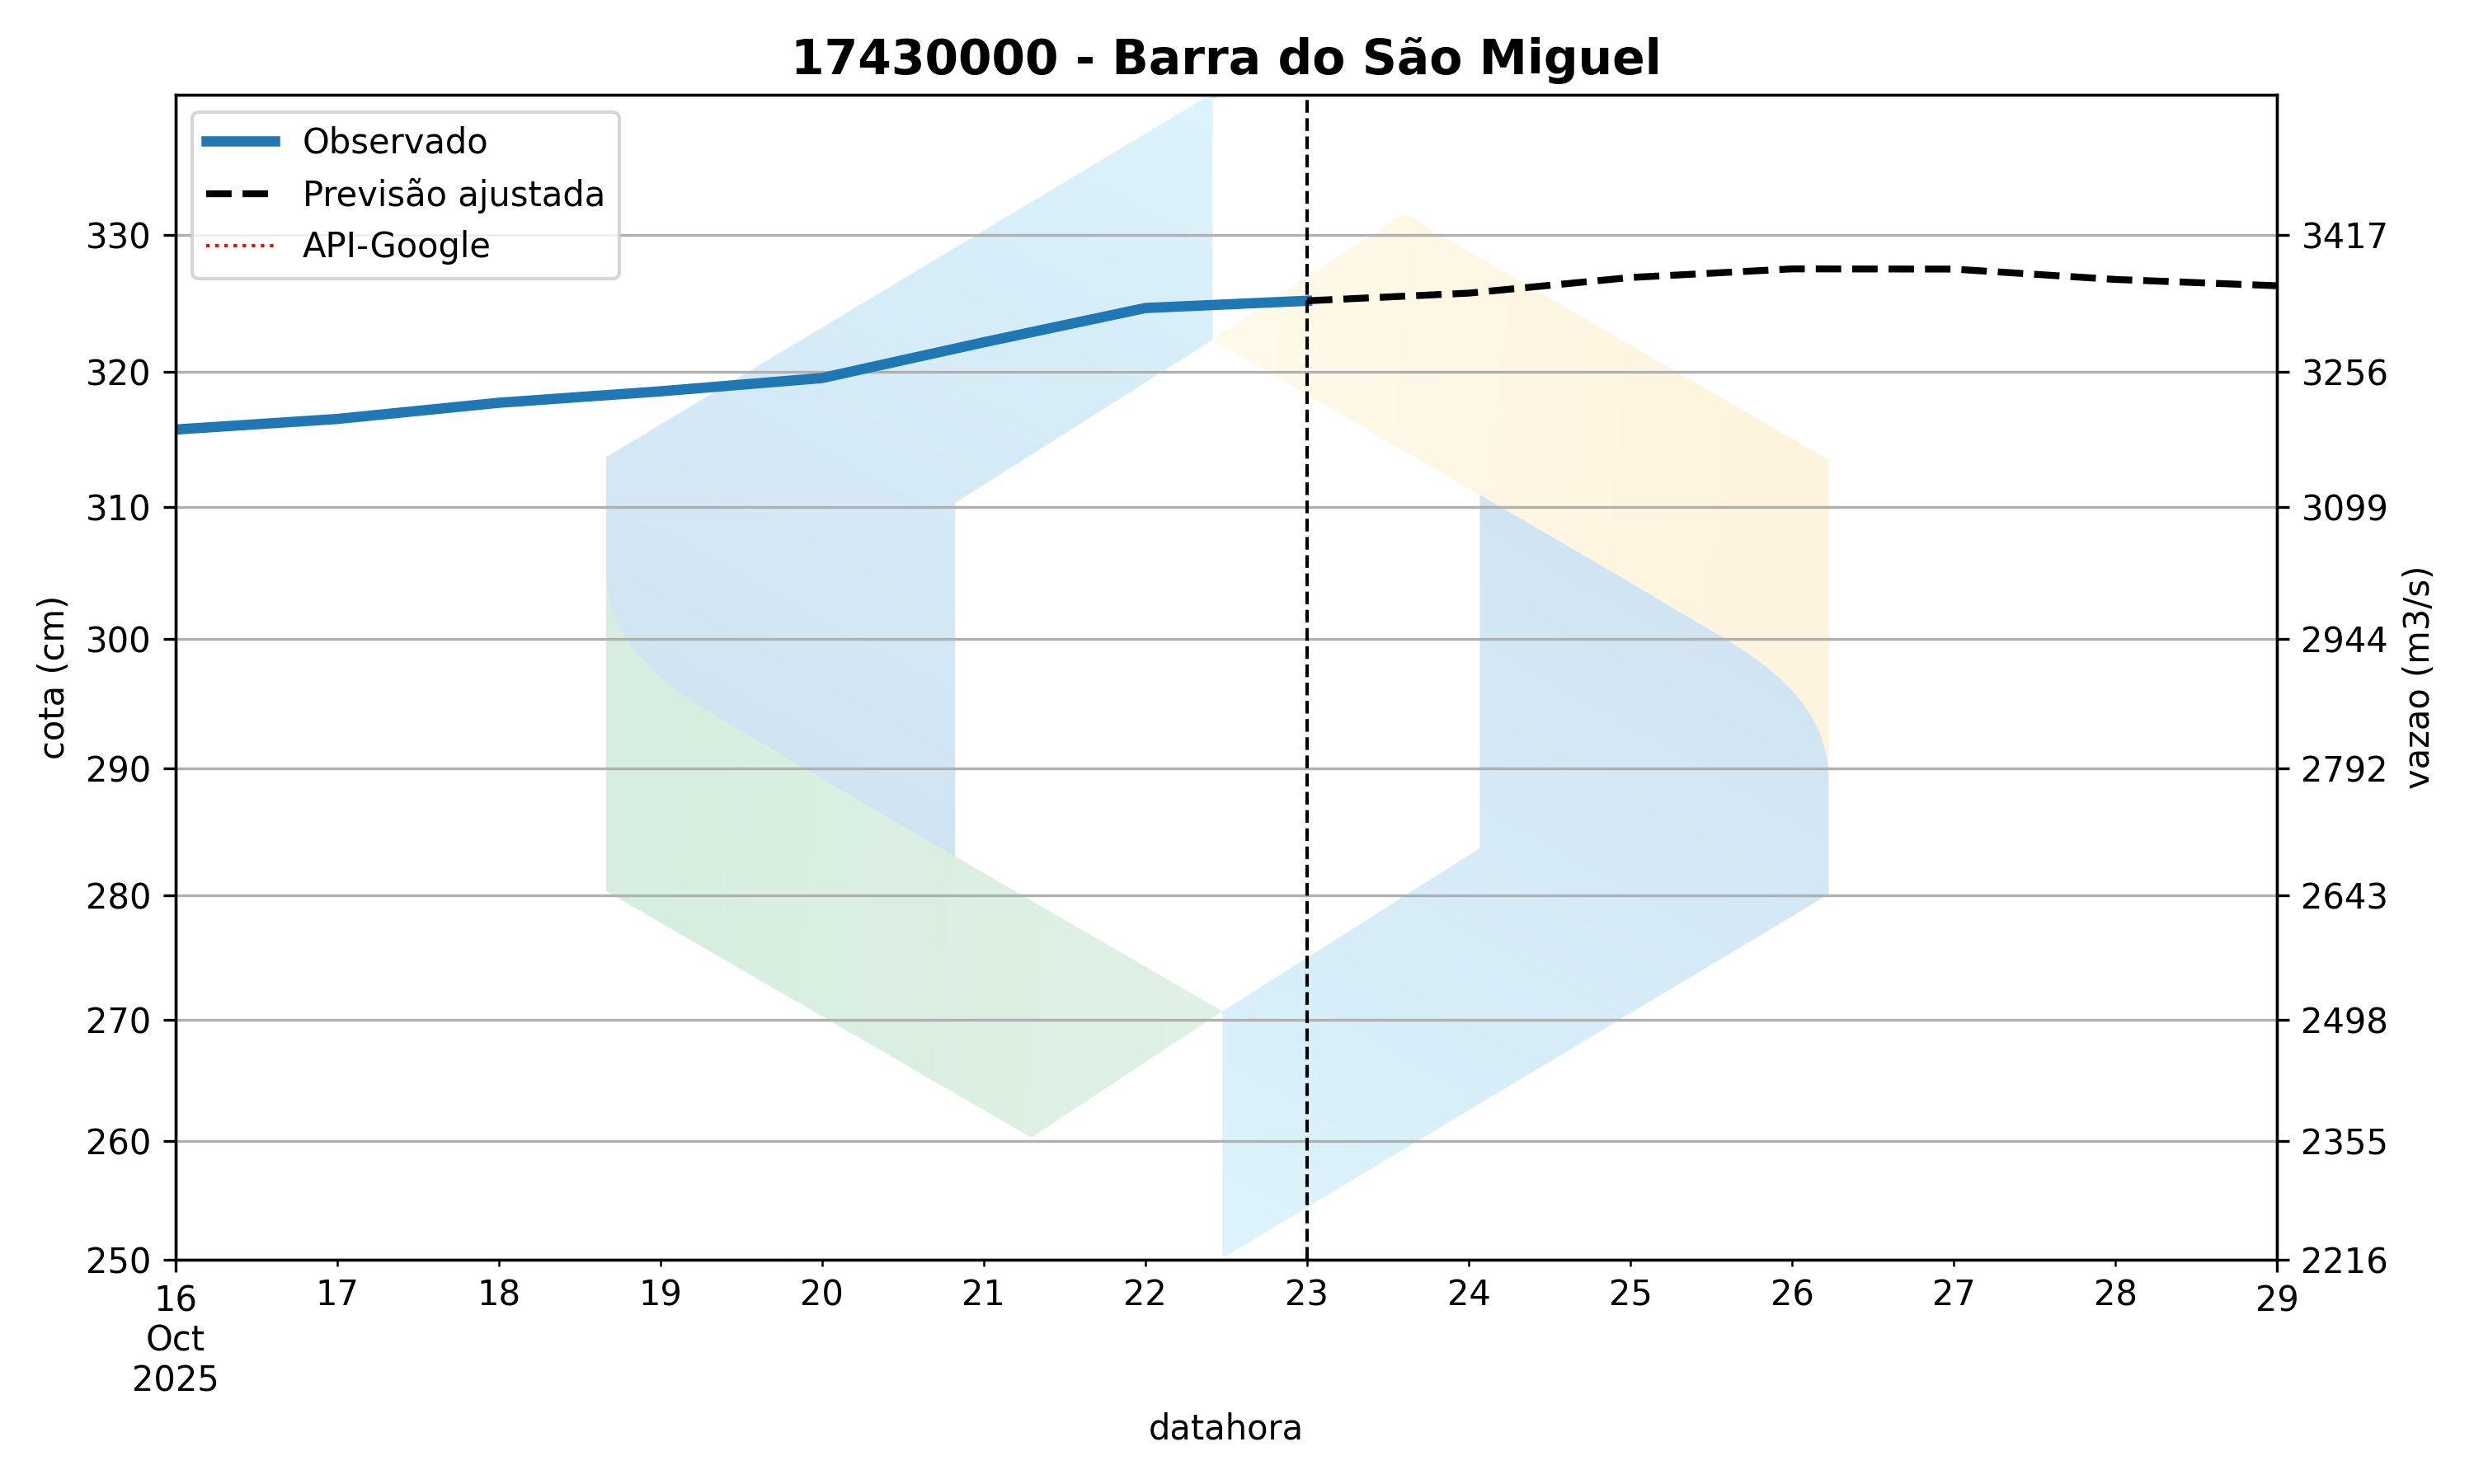 17430000 - Barra do São Miguel
Observado
Previsão ajustada
API-Google
330
320
310
300
290
280
270
260
250
cota (cm)
3417
3256
3099
2944
2792
2643
2498
2355
2216
vazao (m3/s)
16 17 18 19 20 21 22 23 24 25 26 27 28 29
Oct
2025
datahora